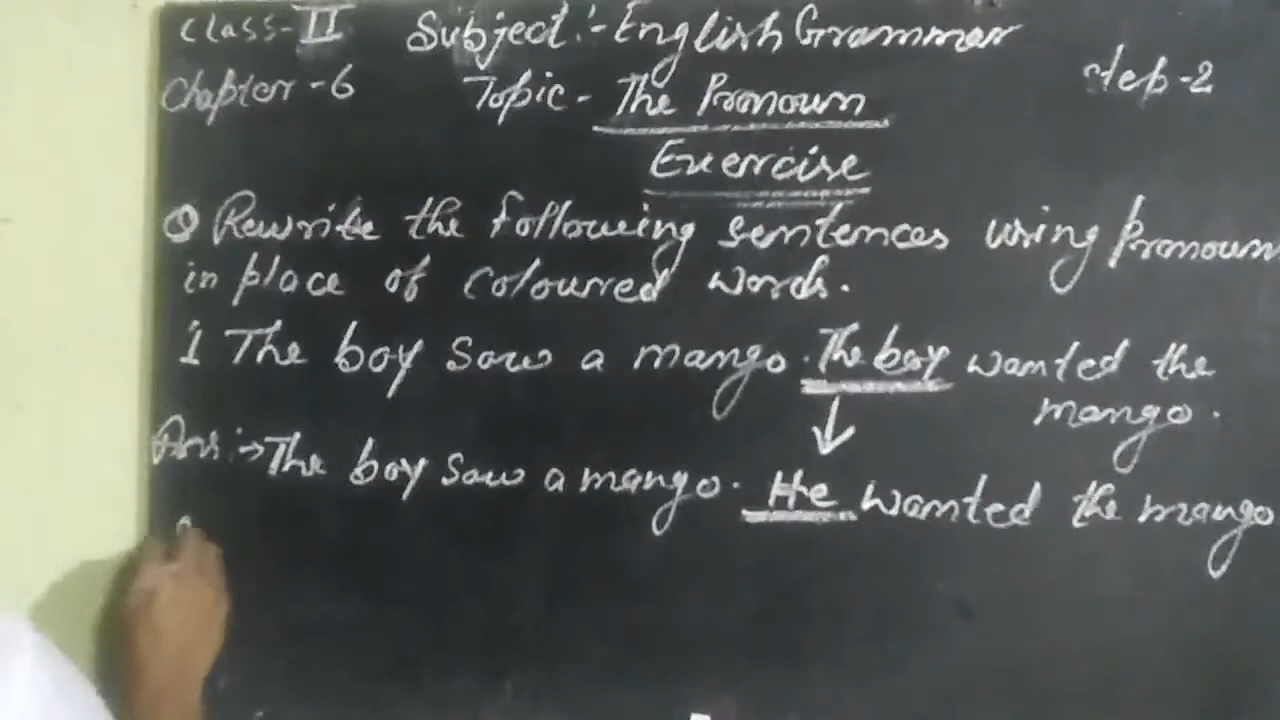 Class-II Subject:-English Grammar
Chapter-6 Topic- The Pronoun Step-2
Exercise
Q Rewrite the following sentences using Pronoun
in place of coloured words.
1 The boy saw a mango. The boy wanted the
mango.
Ans:→The boy saw a mango. He wanted the mango